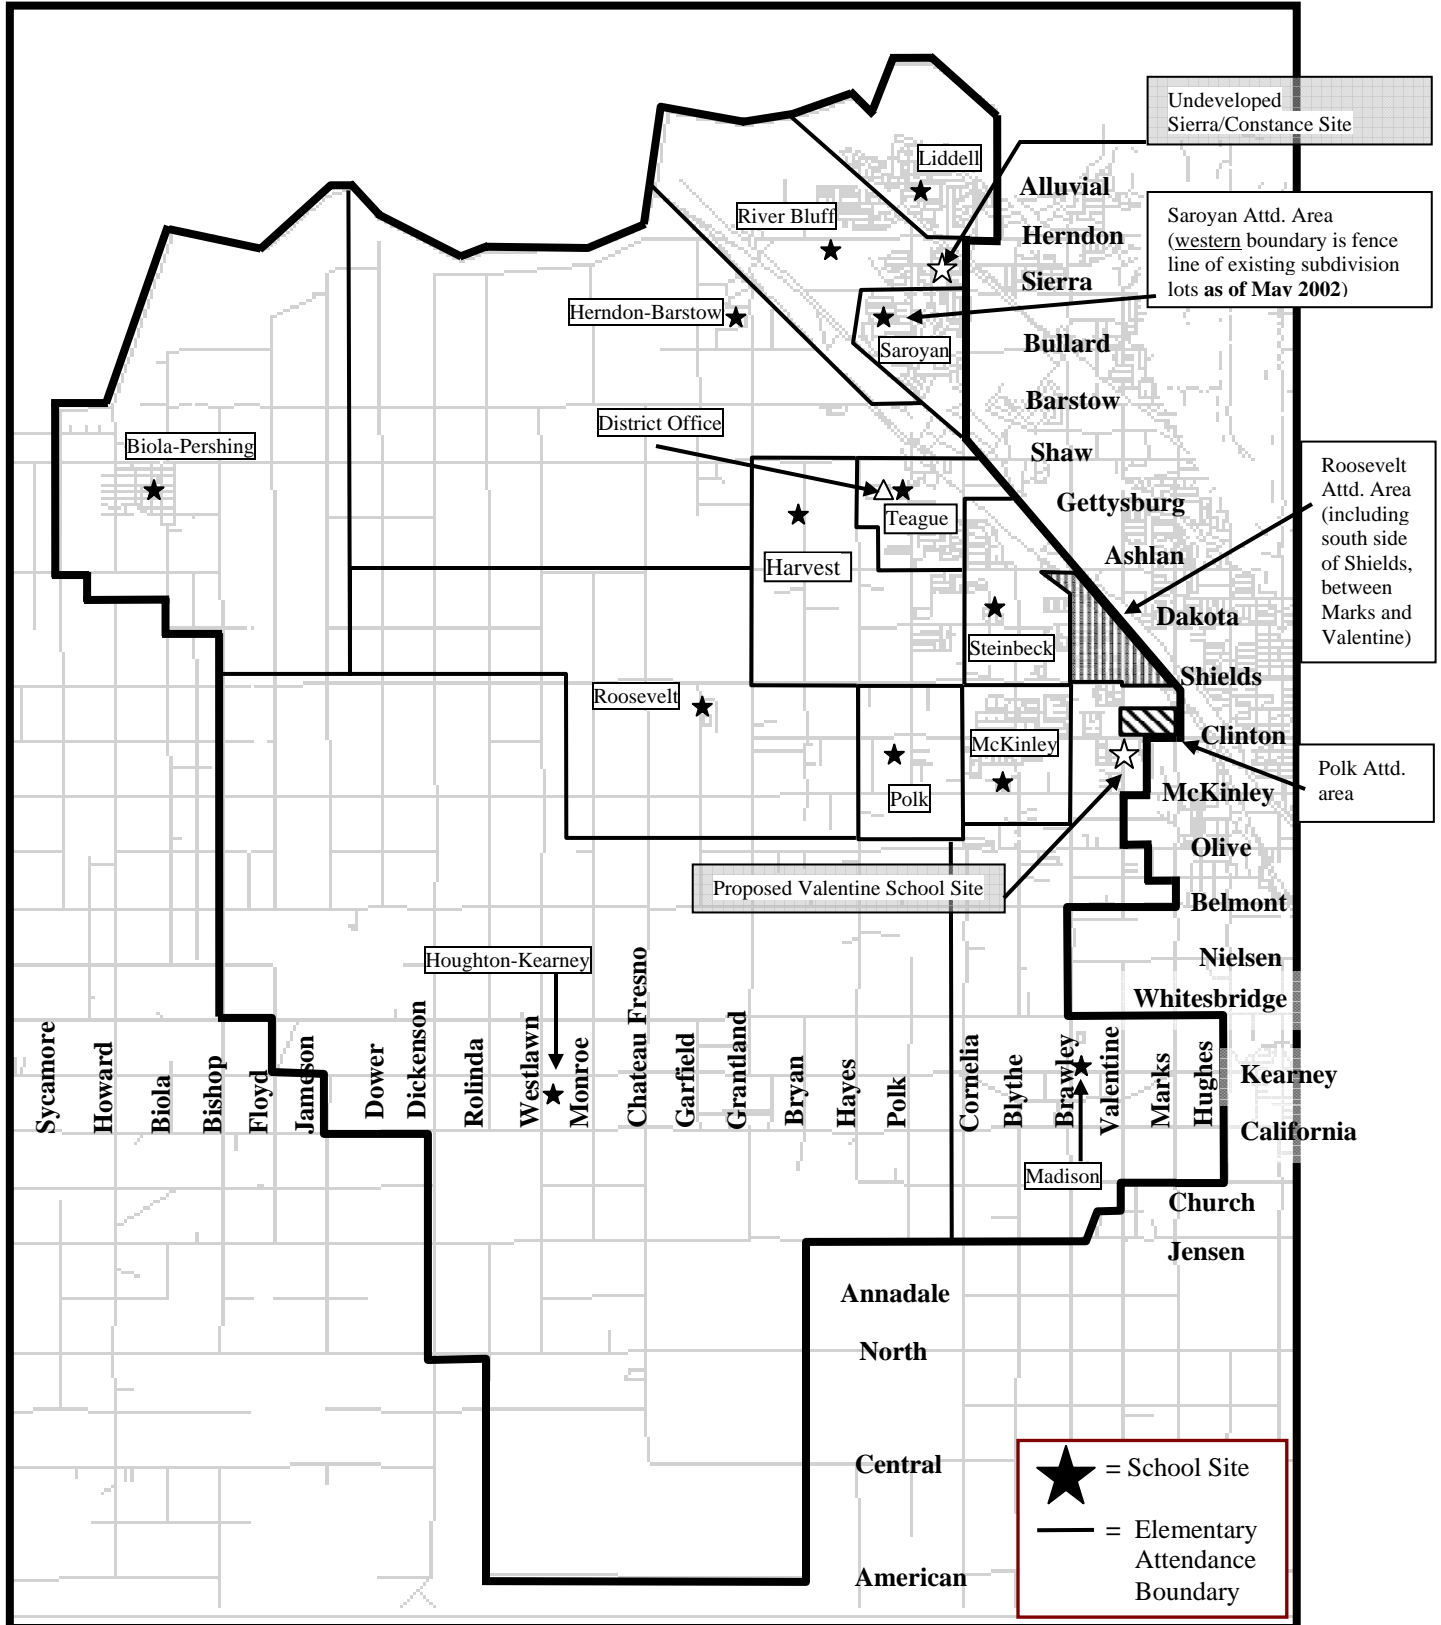 Undeveloped
Sierra/Constance Site
Liddell
Alluvial
River Bluff
Saroyan Attd. Area
(western boundary is fence
line of existing subdivision
lots as of May 2002)
Herndon
Sierra
Herndon-Barstow
Saroyan
Bullard
Barstow
District Office
Biola-Pershing
Shaw
Roosevelt
Attd. Area
(including
south side
of Shields,
between
Marks and
Valentine)
Gettysburg
Teague
Ashlan
Harvest
Dakota
Steinbeck
Shields
Roosevelt
Clinton
McKinley
Polk Attd.
area
McKinley
Polk
Olive
Proposed Valentine School Site
Belmont
Houghton-Kearney
Nielsen
Whitesbridge
Sycamore
Howard
Biola
Bishop
Floyd
Jameson
Dower
Dickenson
Rolinda
Westlawn
Monroe
Chateau Fresno
Garfield
Grantland
Bryan
Hayes
Polk
Cornelia
Blythe
Brawley
Valentine
Marks
Hughes
Kearney
California
Madison
Church
Jensen
Annadale
North
Central
American
= School Site
= Elementary
Attendance
Boundary